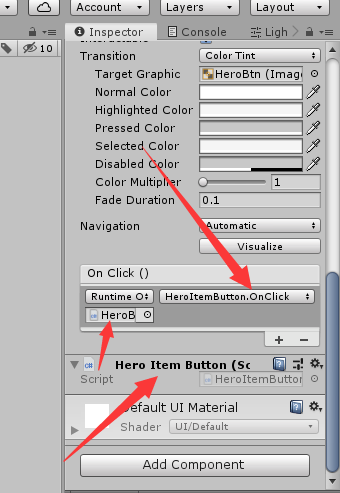 Account Layers Layout
Inspector Console Ligh
10
Transition Color Tint
Target Graphic HeroBtn (Imag
Normal Color
Highlighted Color
Pressed Color
Selected Color
Disabled Color
Color Multiplier 1
Fade Duration 0.1
Navigation Automatic
Visualize
On Click ()
Runtime O HeroItemButton.OnClick
HeroB
+ −
Hero Item Button (Sc
Script HeroItemButton
Default UI Material
Shader UI/Default
Add Component